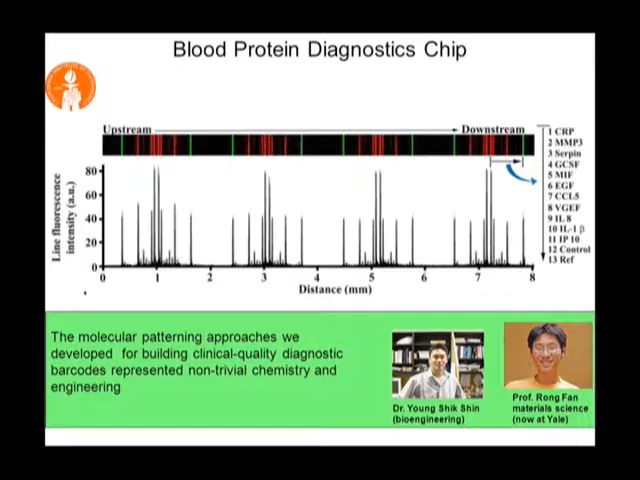 Blood Protein Diagnostics Chip
Upstream
Downstream
80
60
40
20
0
Line fluorescence
intensity (a.u.)
0 1 2 3 4 5 6 7 8
Distance (mm)
1 CRP
2 MMP3
3 Serpin
4 GCSF
5 MIF
6 EGF
7 CCL5
8 VGEF
9 IL 8
10 IL-1 β
11 IP 10
12 Control
13 Ref
The molecular patterning approaches we
developed for building clinical-quality diagnostic
barcodes represented non-trivial chemistry and
engineering
Dr. Young Shik Shin
(bioengineering)
Prof. Rong Fan
materials science
(now at Yale)